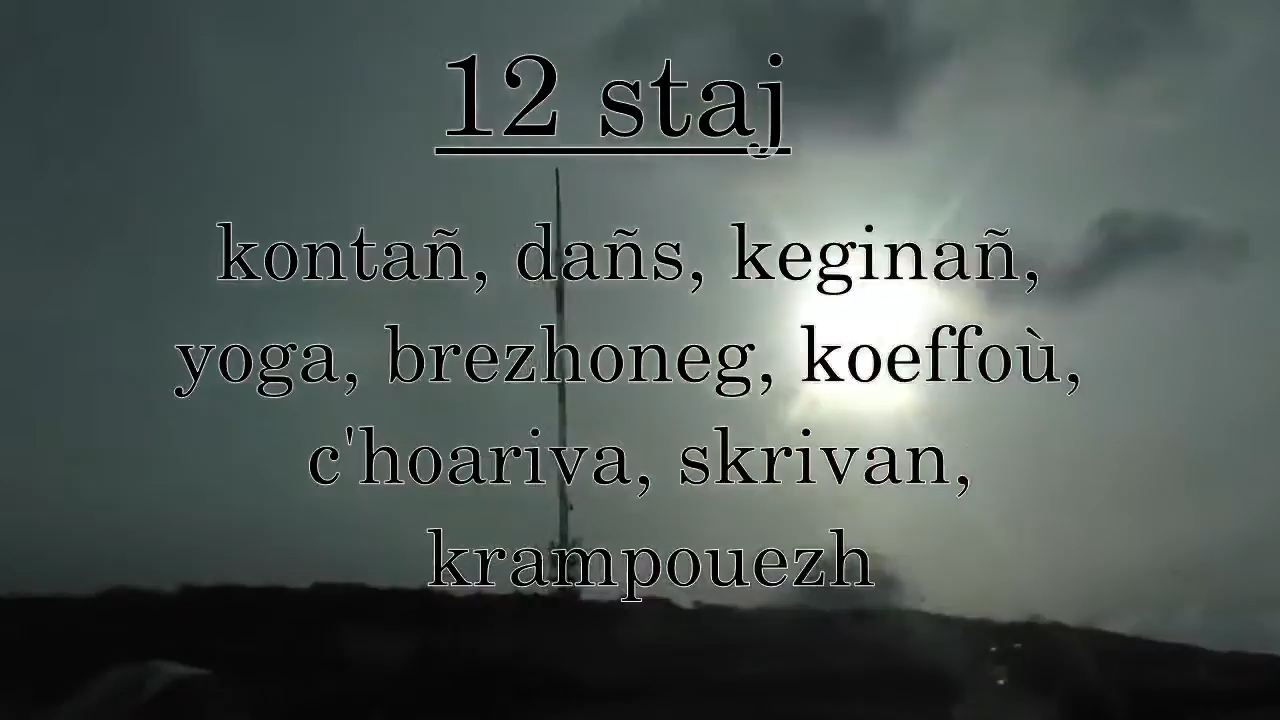 12 staj
kontañ, dañs, keginañ,
yoga, brezhoneg, koeffoù,
c'hoariva, skrivan,
krampouezh